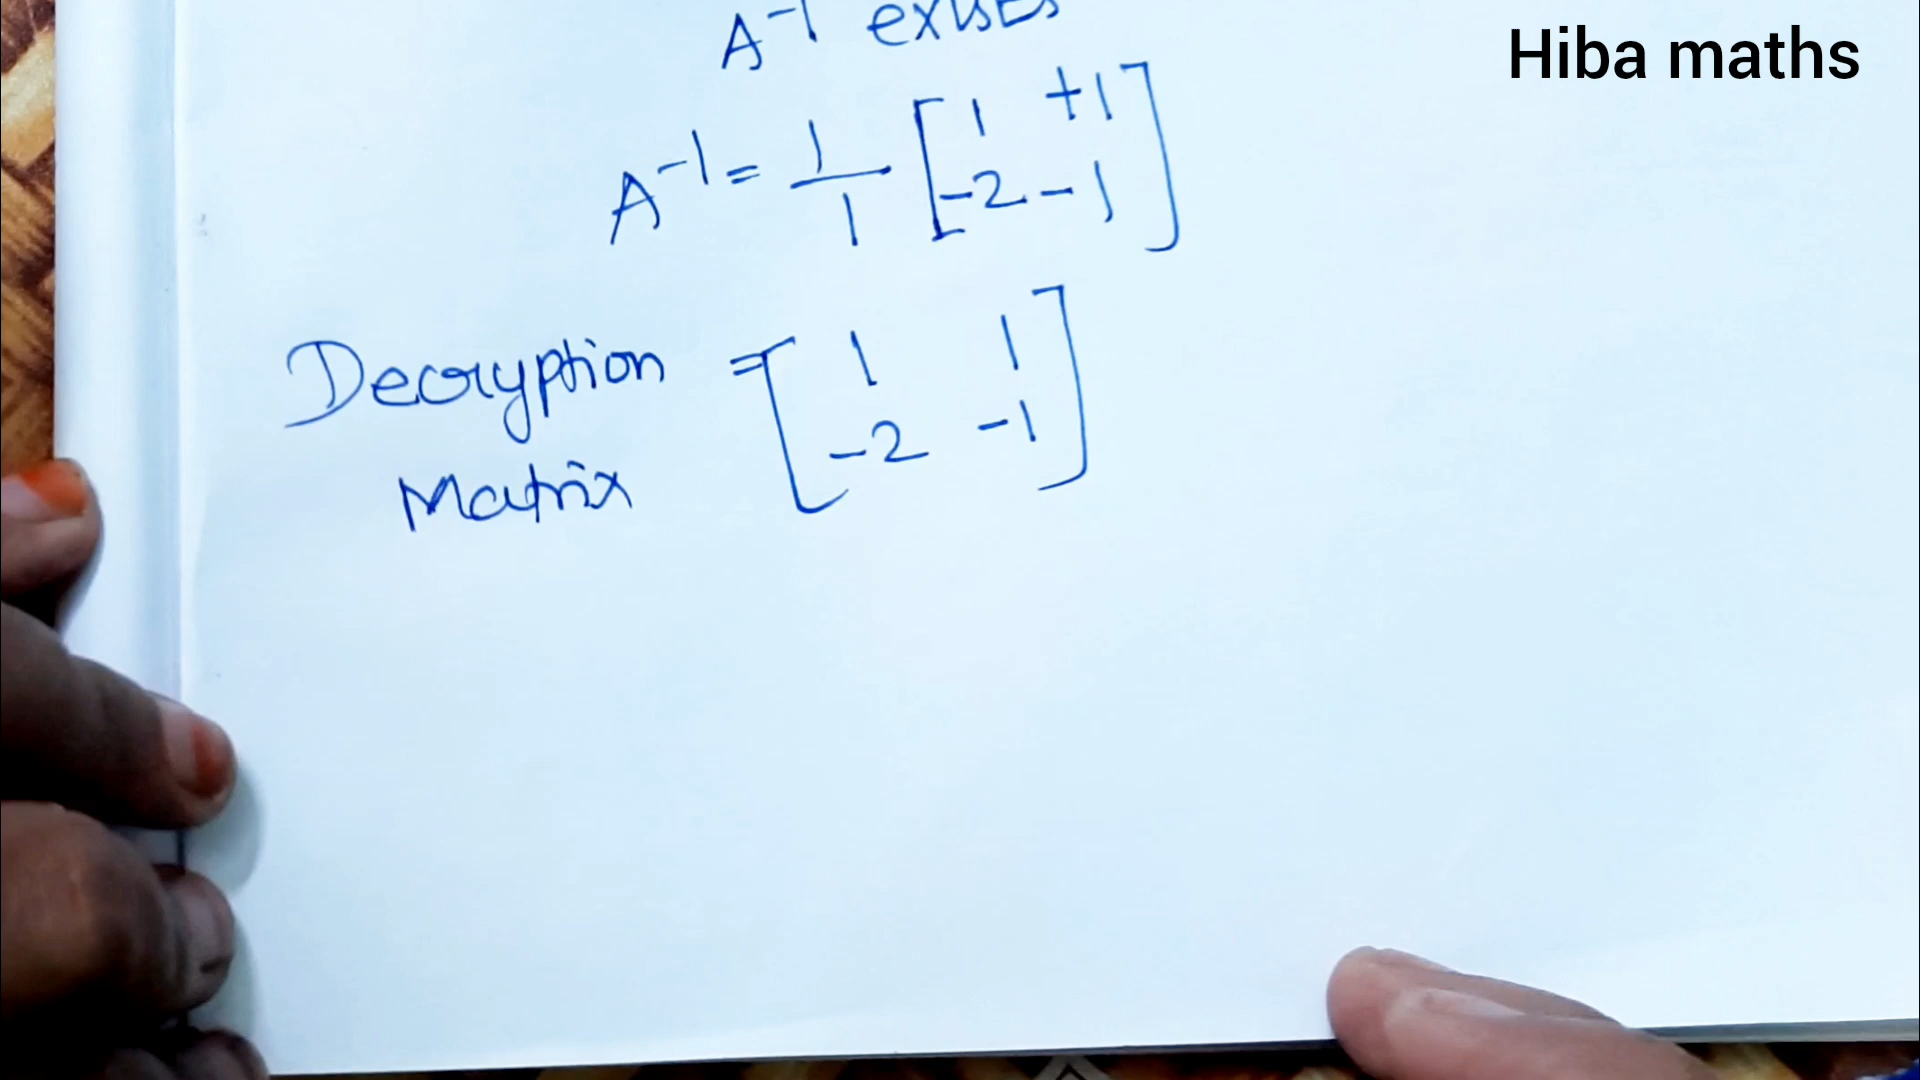 Hiba maths
A⁻¹ exists
A⁻¹ = 1/1 [1 +1
-2 -1]
Decryption = [1 1
Matrix -2 -1]